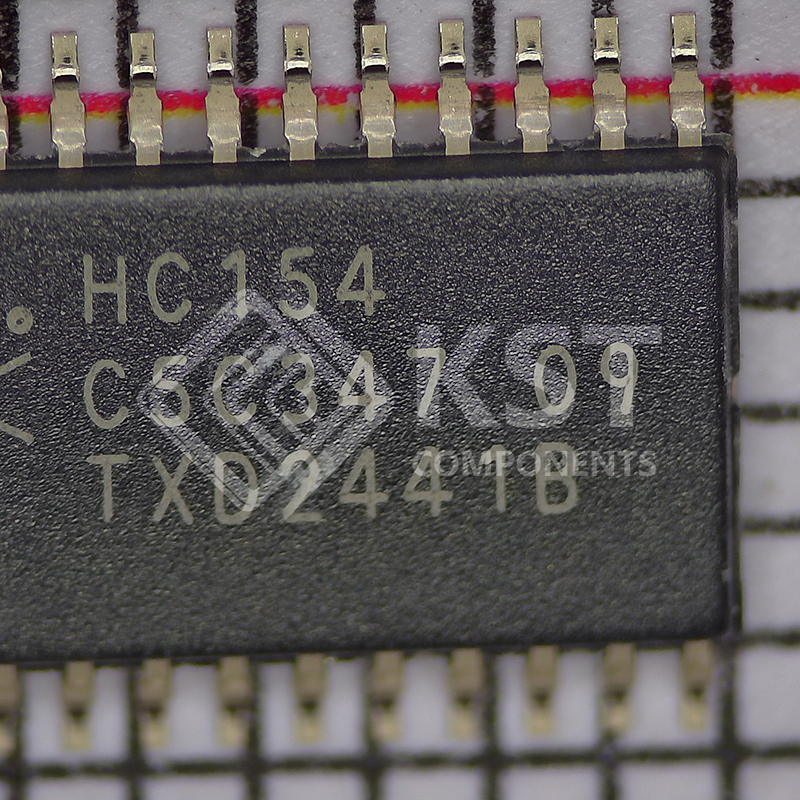 HC154
C5C347 09
TXD2441B
KST
COMPONENTS